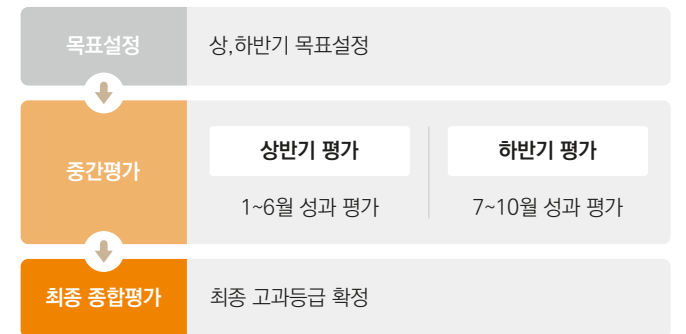 목표설정
상,하반기 목표설정
중간평가
상반기 평가
하반기 평가
1~6월 성과 평가
7~10월 성과 평가
최종 종합평가
최종 고과등급 확정